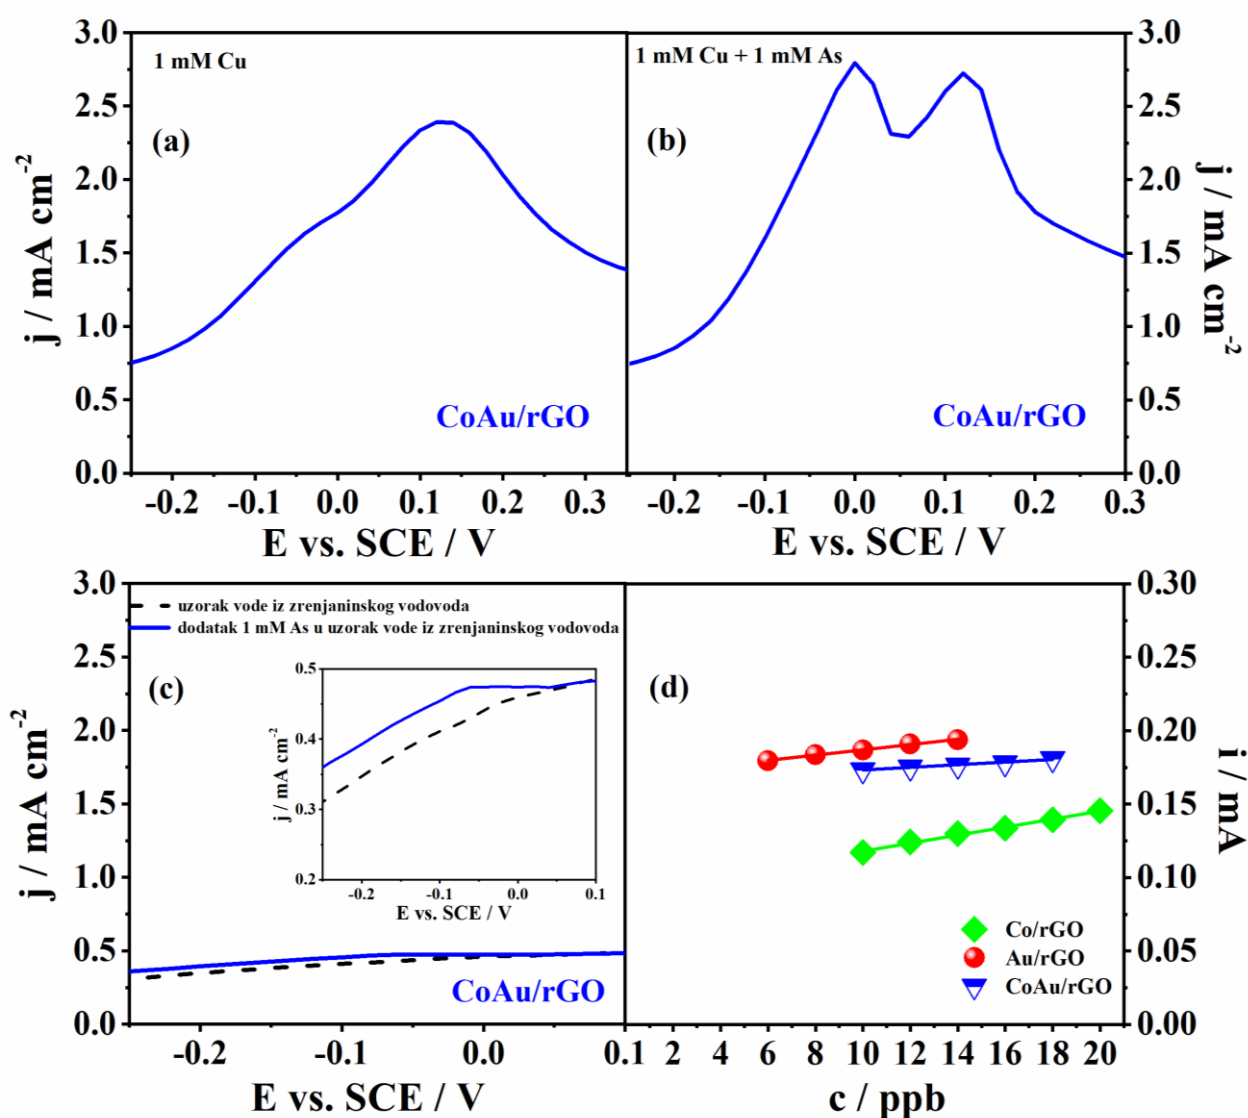 1 mM Cu
(a)
CoAu/rGO
j / mA cm⁻²
3.0
2.5
2.0
1.5
1.0
0.5
0.0
-0.2 -0.1 0.0 0.1 0.2 0.3
E vs. SCE / V
1 mM Cu + 1 mM As
(b)
CoAu/rGO
3.0
2.5
2.0
1.5
1.0
0.5
0.0
j / mA cm⁻²
-0.2 -0.1 0.0 0.1 0.2 0.3
E vs. SCE / V
uzorak vode iz zrenjaninskog vodovoda
dodatak 1 mM As u uzorak vode iz zrenjaninskog vodovoda
(c)
j / mA cm⁻²
0.5
0.4
0.3
0.2
-0.2 -0.1 0.0 0.1
E vs. SCE / V
CoAu/rGO
j / mA cm⁻²
3.0
2.5
2.0
1.5
1.0
0.5
0.0
-0.2 -0.1 0.0 0.1
E vs. SCE / V
(d)
Co/rGO
Au/rGO
CoAu/rGO
0.30
0.25
0.20
0.15
0.10
0.05
0.00
i / mA
2 4 6 8 10 12 14 16 18 20
c / ppb